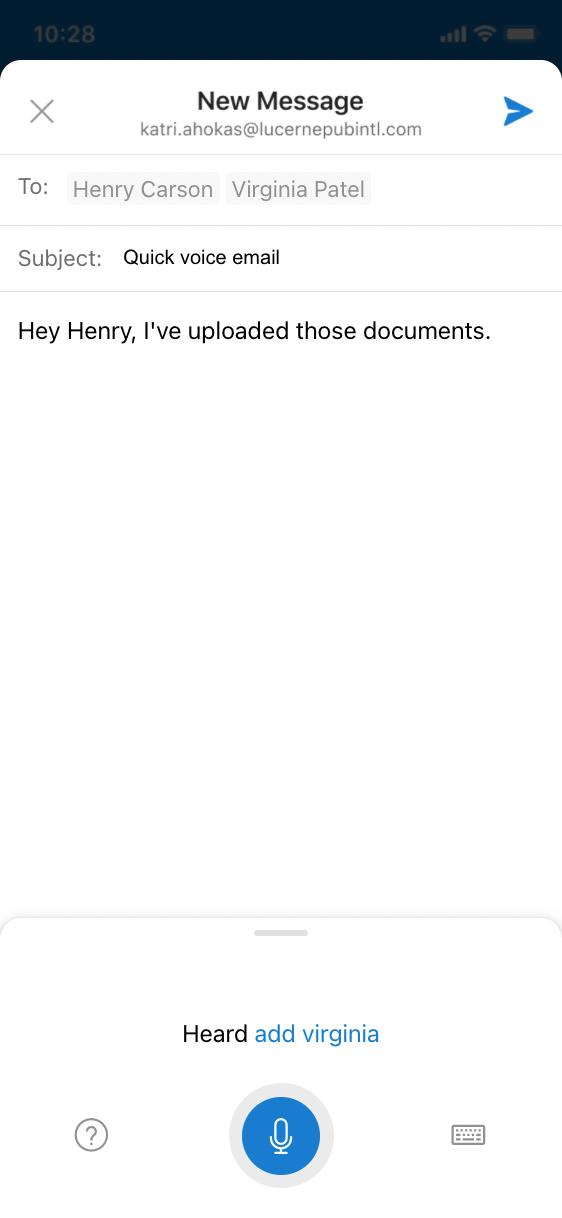 10:28
New Message
katri.ahokas@lucernepubintl.com
To: Henry Carson Virginia Patel
Subject: Quick voice email
Hey Henry, I've uploaded those documents.
Heard add virginia
?